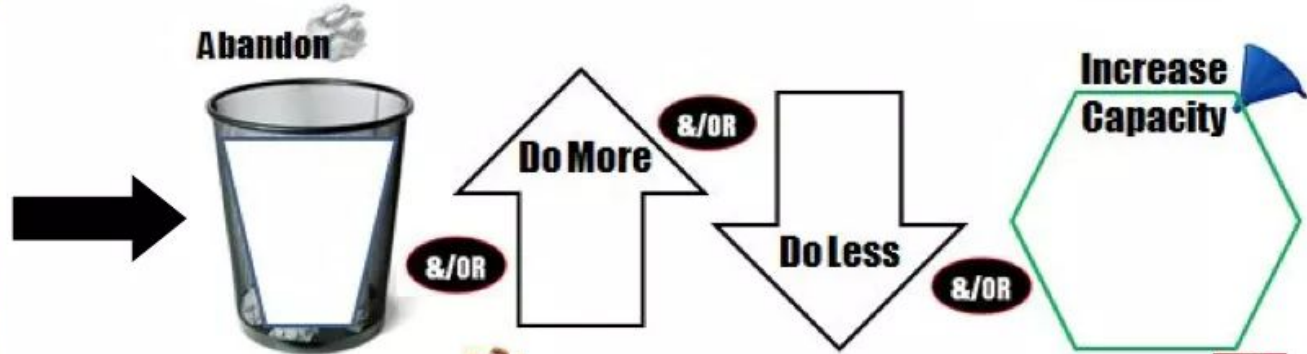 Abandon
&/OR
Do More
&/OR
Do Less
&/OR
Increase
Capacity